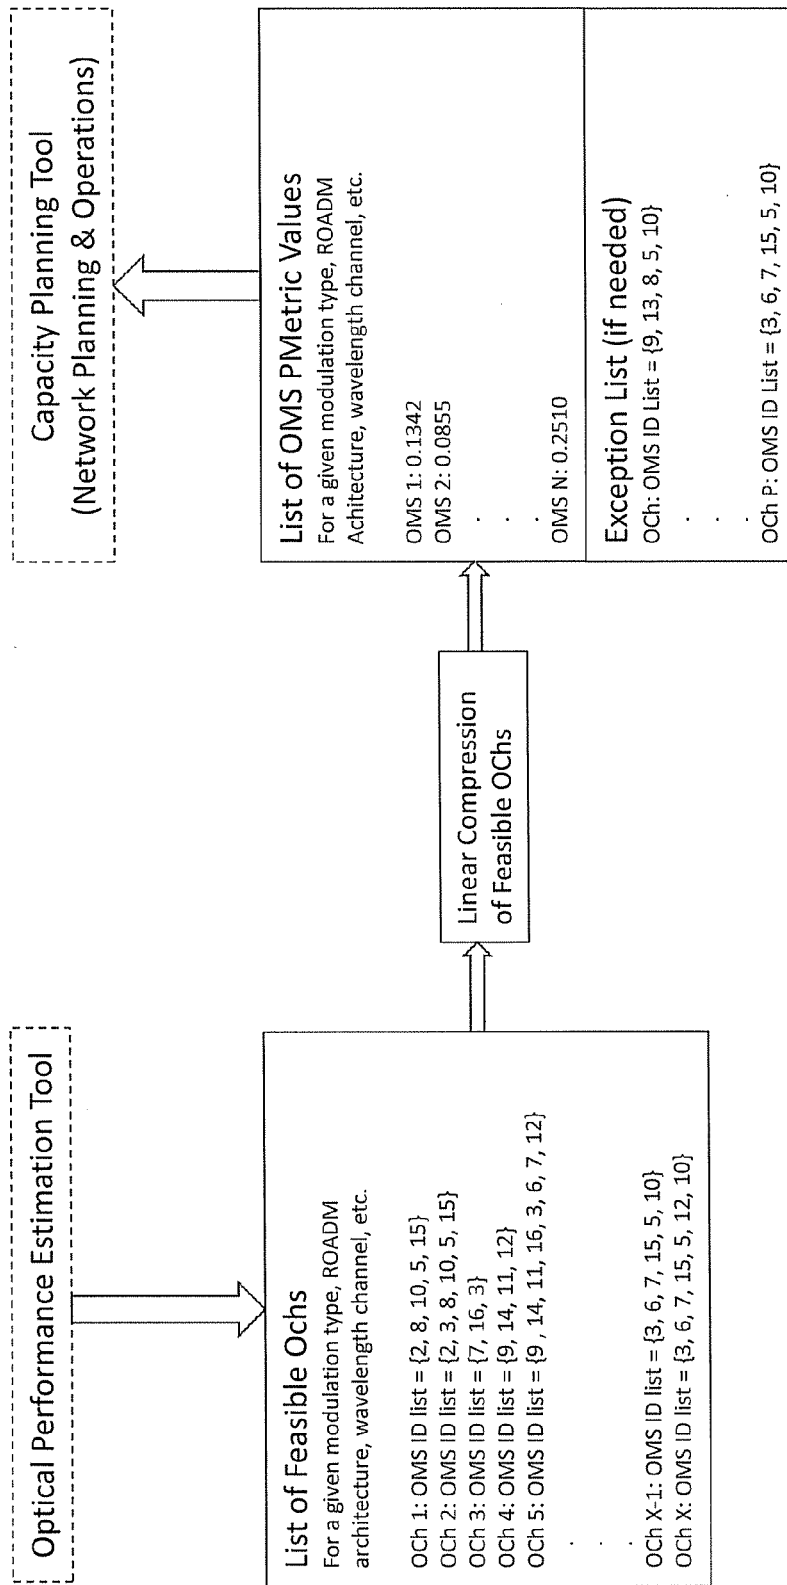 Optical Performance Estimation Tool
List of Feasible Ochs
For a given modulation type, ROADM
architecture, wavelength channel, etc.
OCh 1: OMS ID list = {2, 8, 10, 5, 15}
OCh 2: OMS ID list = {2, 3, 8, 10, 5, 15}
OCh 3: OMS ID list = {7, 16, 3}
OCh 4: OMS ID list = {9, 14, 11, 12}
OCh 5: OMS ID list = {9 , 14, 11, 16, 3, 6, 7, 12}
.
.
.
OCh X-1: OMS ID list = {3, 6, 7, 15, 5, 10}
OCh X: OMS ID list = {3, 6, 7, 15, 5, 12, 10}
Linear Compression
of Feasible OChs
Capacity Planning Tool
(Network Planning & Operations)
List of OMS PMetric Values
For a given modulation type, ROADM
Achitecture, wavelength channel, etc.
OMS 1: 0.1342
OMS 2: 0.0855
.
.
.
OMS N: 0.2510
Exception List (if needed)
OCh: OMS ID List = {9, 13, 8, 5, 10}
.
.
.
OCh P: OMS ID List = {3, 6, 7, 15, 5, 10}